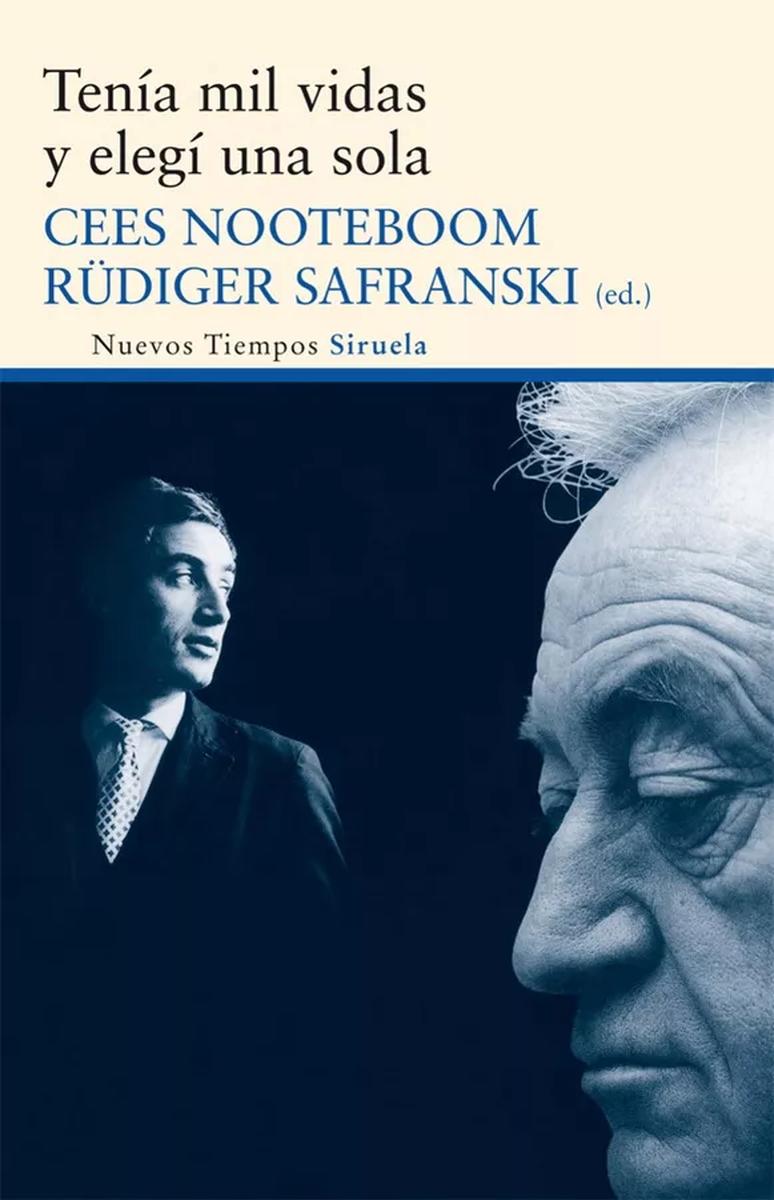 Tenía mil vidas
y elegí una sola
CEES NOOTEBOOM
RÜDIGER SAFRANSKI (ed.)
Nuevos Tiempos Siruela